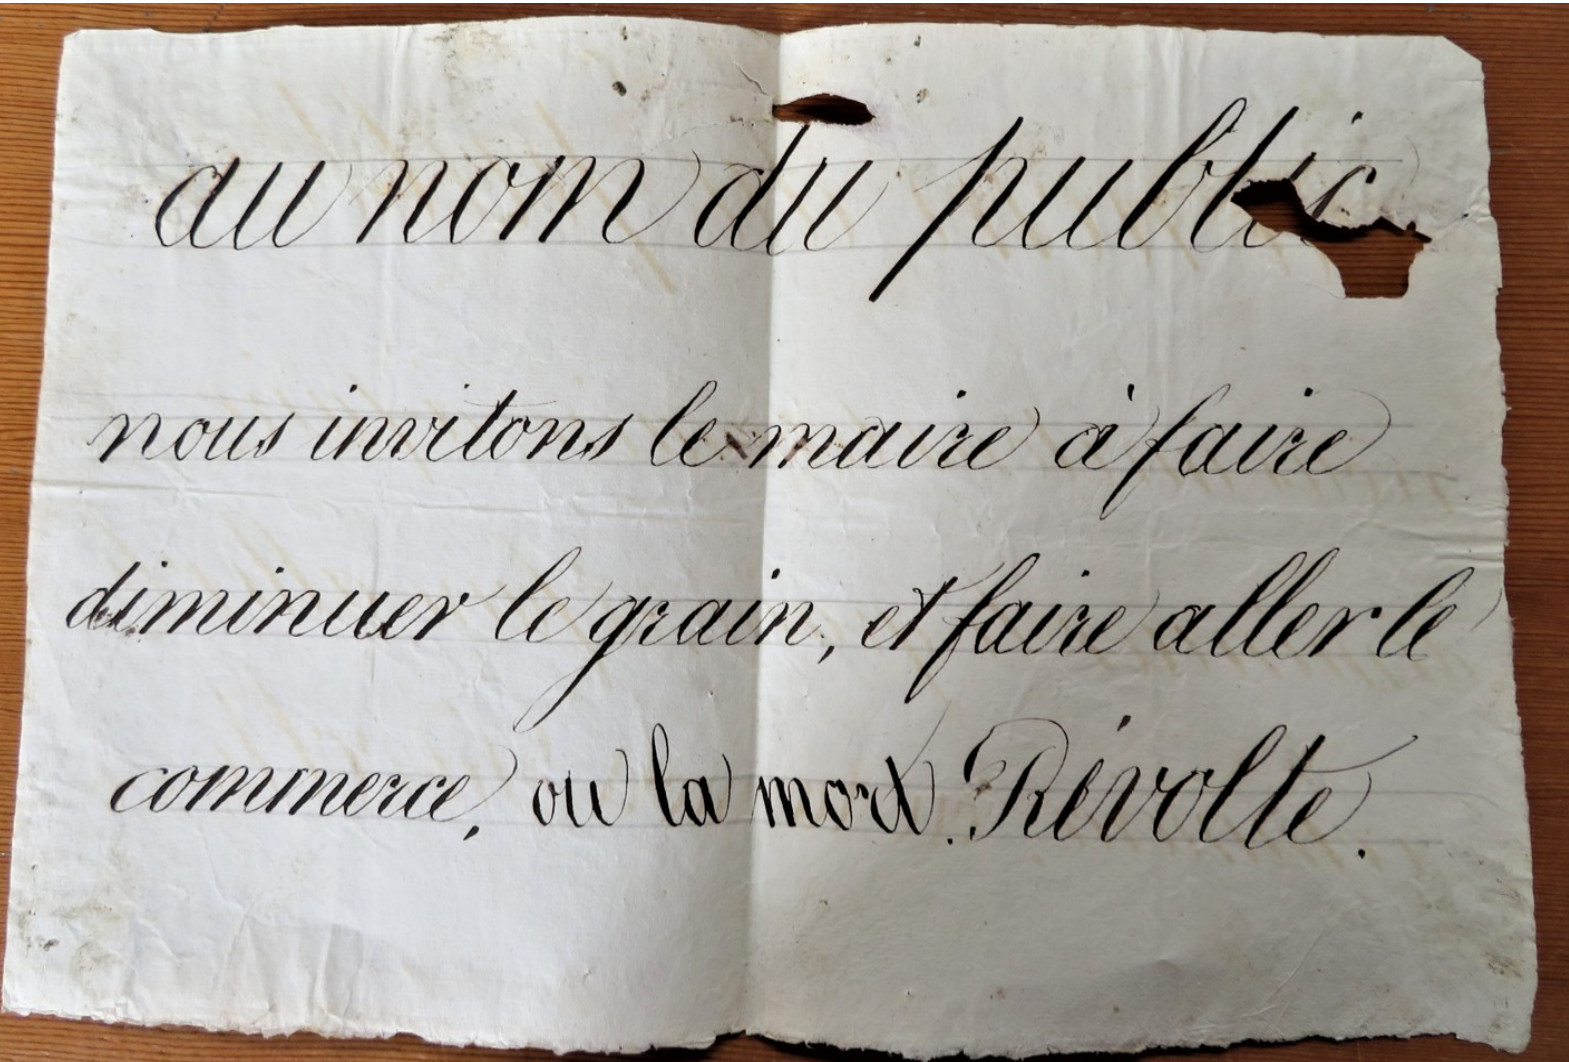 au nom du public
nous invitons le maire à faire
diminuer le grain, et faire aller le
commerce, ou la mort. Révolte.